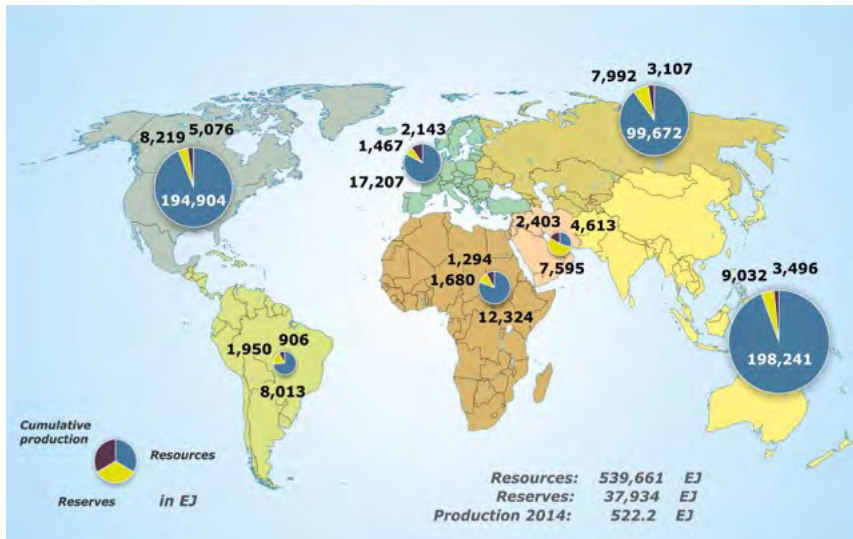 7,992 3,107
99,672
8,219 5,076
194,904
2,143
1,467
17,207
2,403 4,613
7,595
1,294
1,680
12,324
9,032 3,496
198,241
1,950 906
8,013
Cumulative
production
Resources
Reserves
in EJ
Resources: 539,661 EJ
Reserves: 37,934 EJ
Production 2014: 522.2 EJ